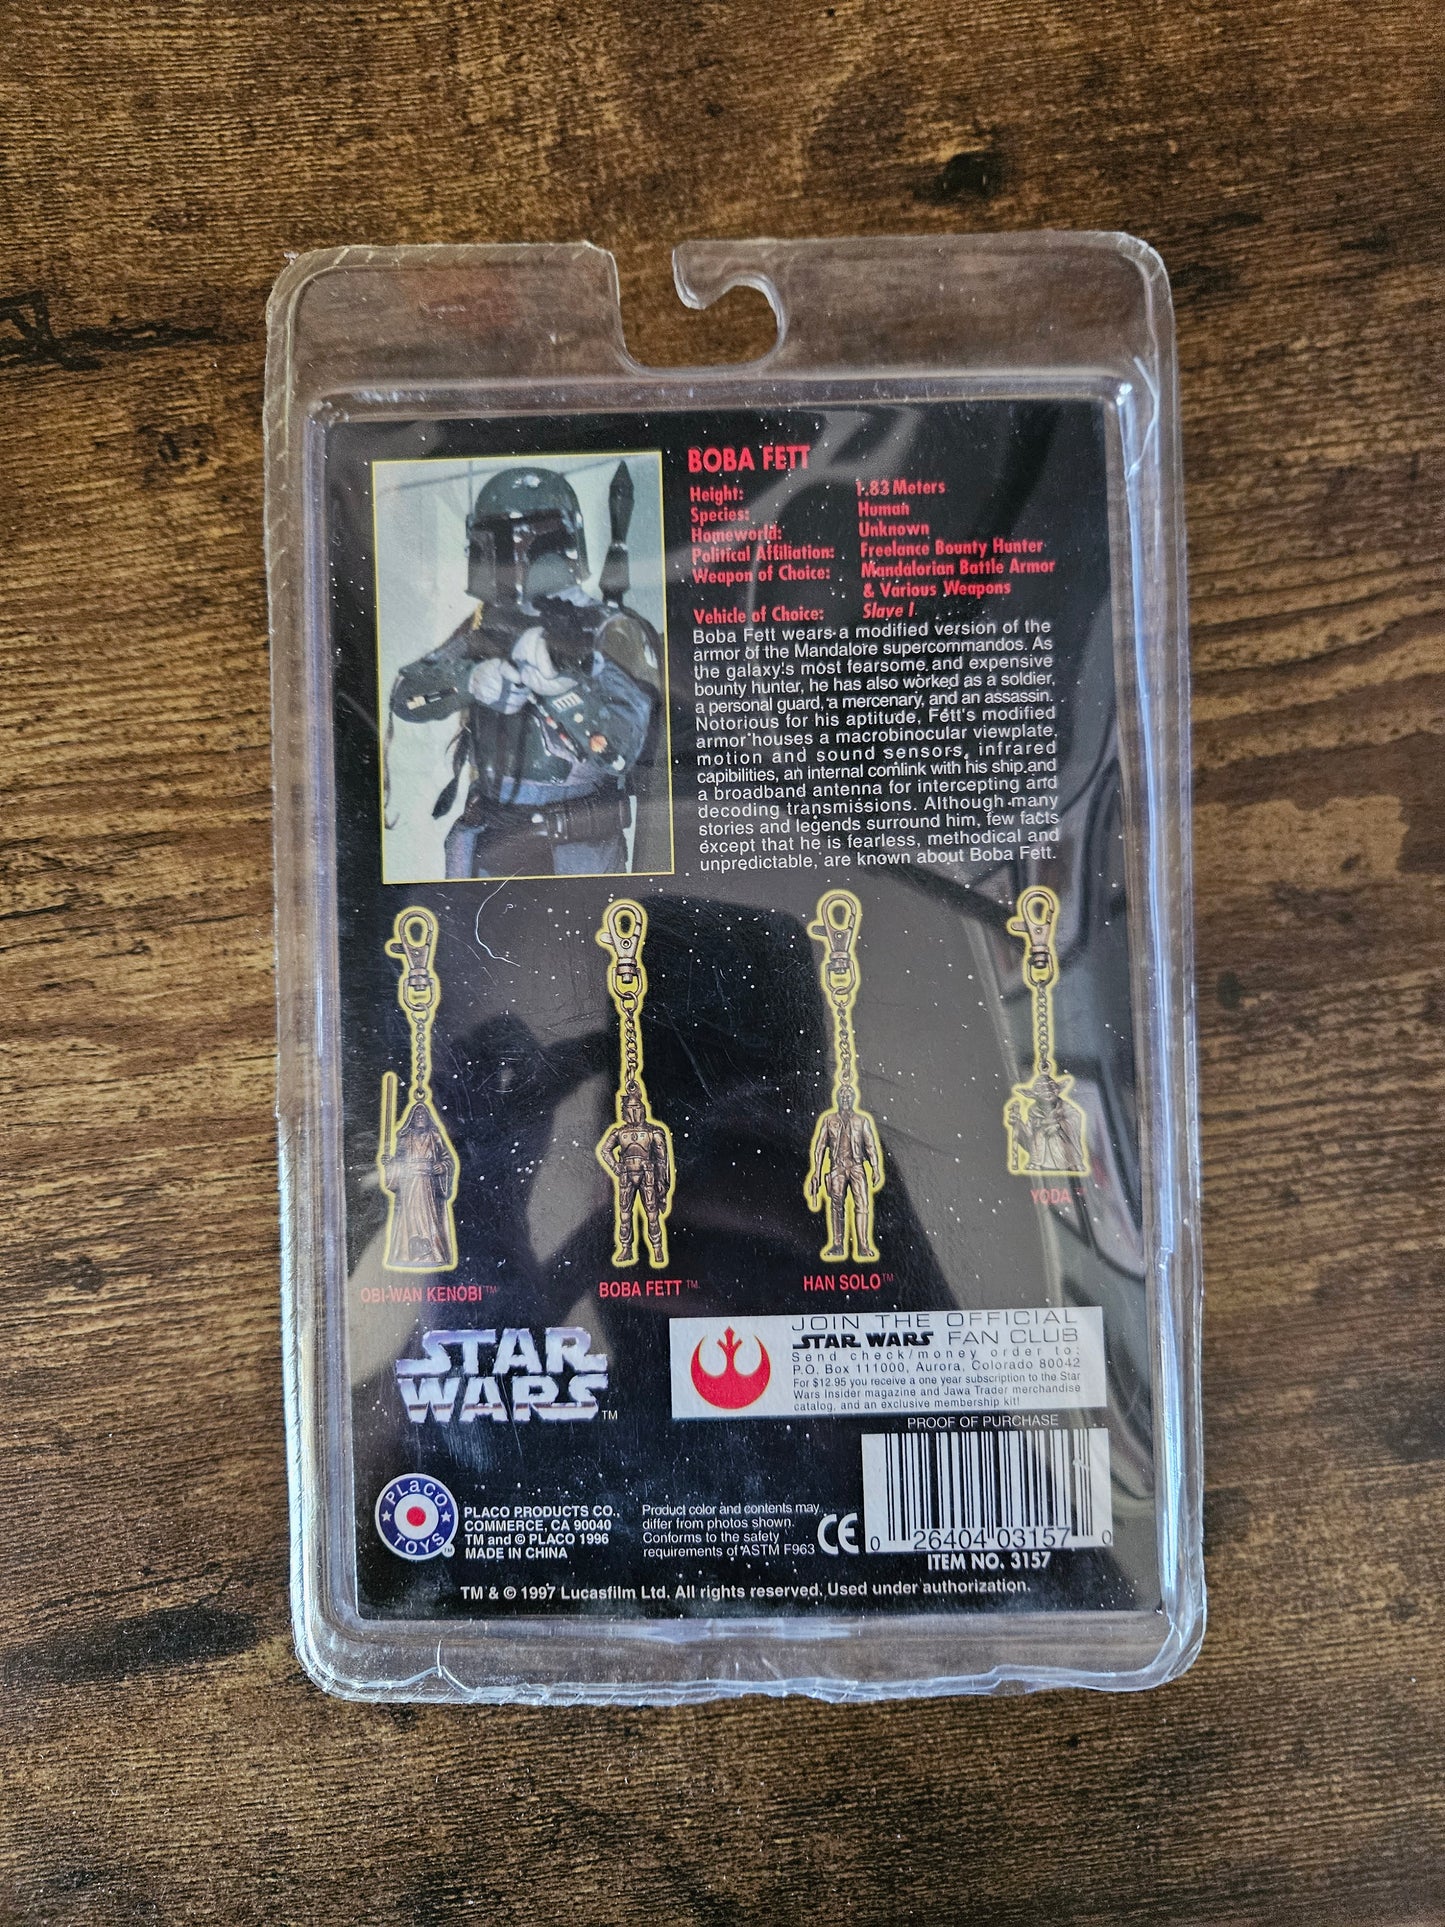 BOBA FETT
Height: 1.83 Meters
Species: Human
Homeworld: Unknown
Political Affiliation: Freelance Bounty Hunter
Weapon of Choice: Mandalorian Battle Armor
& Various Weapons
Vehicle of Choice: Slave I
Boba Fett wears a modified version of the
armor of the Mandalore supercommandos. As
the galaxy's most fearsome and expensive
bounty hunter, he has also worked as a soldier,
a personal guard, a mercenary, and an assassin.
Notorious for his aptitude, Fett's modified
armor houses a macrobinocular viewplate,
motion and sound sensors, infrared
capibilities, an internal comlink with his ship and
a broadband antenna for intercepting and
decoding transmissions. Although many
stories and legends surround him, few facts
except that he is fearless, methodical and
unpredictable, are known about Boba Fett.
YODA™
OBI-WAN KENOBI™
BOBA FETT™
HAN SOLO™
STAR
WARS™
JOIN THE OFFICIAL
STAR WARS FAN CLUB
Send check/money order to:
P.O. Box 111000, Aurora, Colorado 80042
For $12.95 you receive a one year subscription to the Star
Wars Insider magazine and Jawa Trader merchandise
catalog, and an exclusive membership kit!
PROOF OF PURCHASE
PLACO
TOYS™
PLACO PRODUCTS CO.,
COMMERCE, CA 90040
TM and © PLACO 1996
MADE IN CHINA
Product color and contents may
differ from photos shown.
Conforms to the safety
requirements of ASTM F963
CE
0 26404 03157 0
ITEM NO. 3157
TM & © 1997 Lucasfilm Ltd. All rights reserved. Used under authorization.